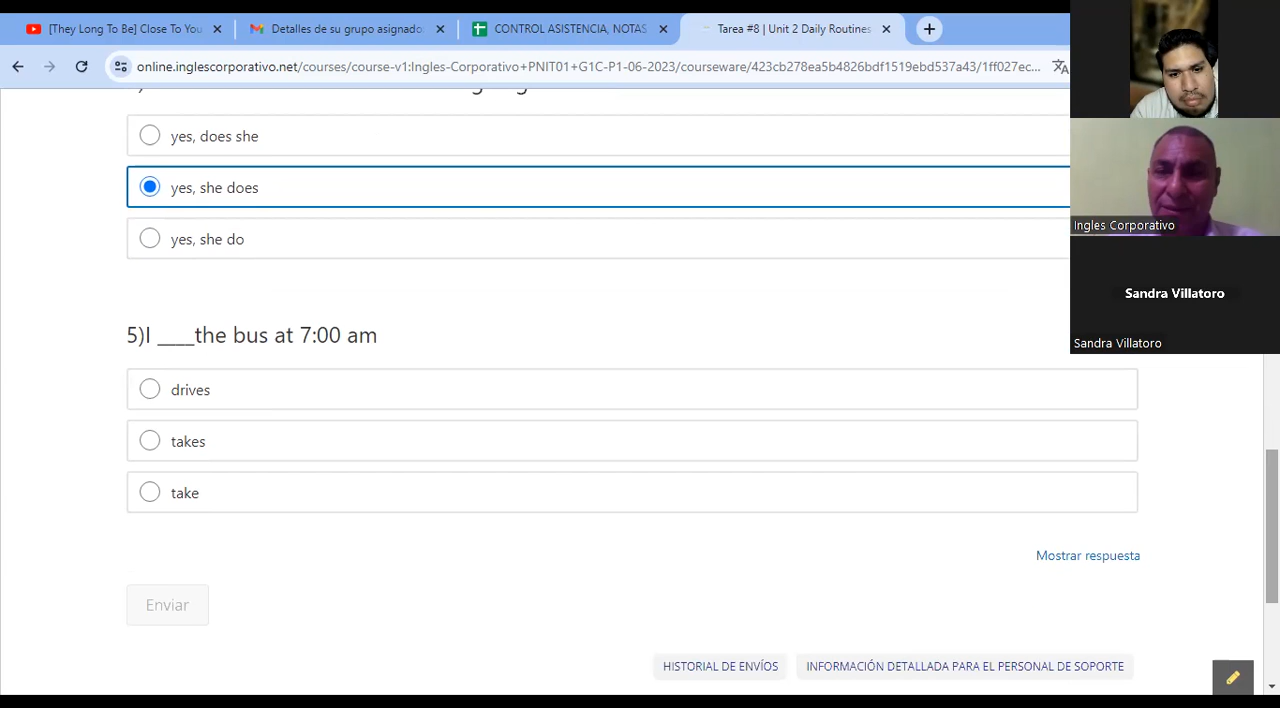 [They Long To Be] Close To You
Detalles de su grupo asignado
CONTROL ASISTENCIA, NOTAS
Tarea #8 | Unit 2 Daily Routines
online.inglescorporativo.net/courses/course-v1:Ingles-Corporativo+PNIT01+G1C-P1-06-2023/courseware/423cb278ea5b4826bdf1519ebd537a43/1ff027ec...
yes, does she
yes, she does
yes, she do
5)I ____the bus at 7:00 am
drives
takes
take
Mostrar respuesta
Enviar
HISTORIAL DE ENVÍOS
INFORMACIÓN DETALLADA PARA EL PERSONAL DE SOPORTE
Ingles Corporativo
Sandra Villatoro
Sandra Villatoro